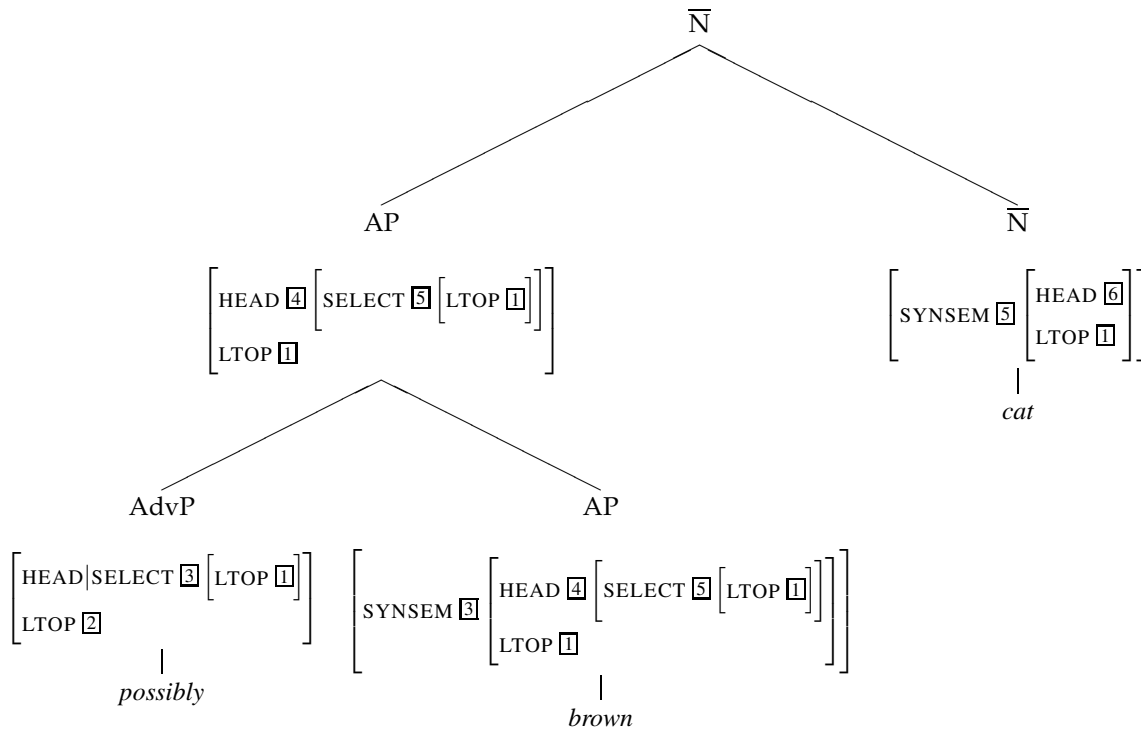 N̅
AP N̅
[HEAD 4 [SELECT 5 [LTOP 1]] LTOP 1] [SYNSEM 5 [HEAD 6 LTOP 1]]
cat
AdvP AP
[HEAD|SELECT 3 [LTOP 1] LTOP 2] [SYNSEM 3 [HEAD 4 [SELECT 5 [LTOP 1]] LTOP 1]]
possibly
brown